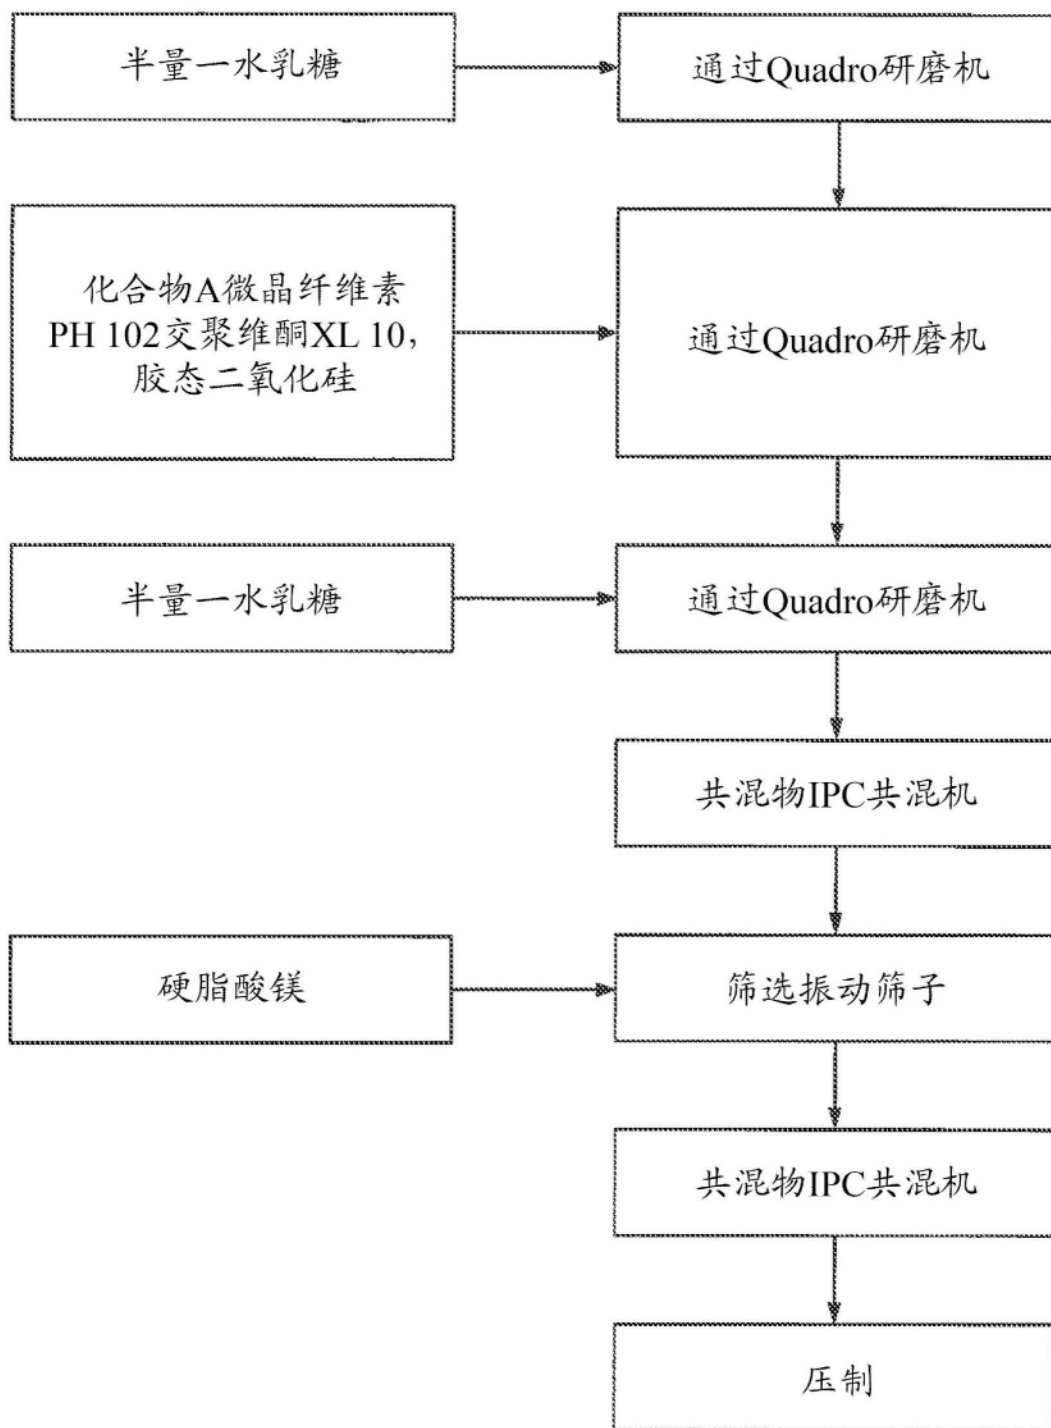 半量一水乳糖
通过Quadro研磨机
化合物A微晶纤维素
PH 102交聚维酮XL 10，
胶态二氧化硅
通过Quadro研磨机
半量一水乳糖
通过Quadro研磨机
共混物IPC共混机
硬脂酸镁
筛选振动筛子
共混物IPC共混机
压制